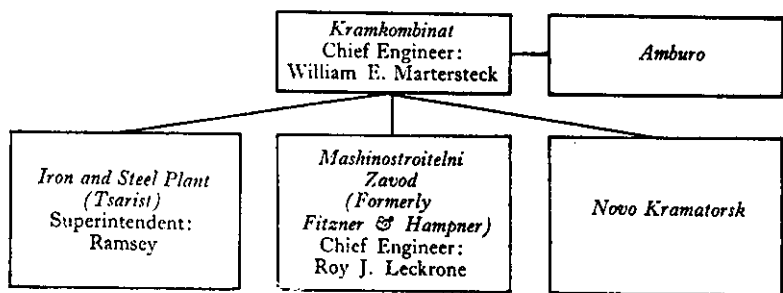 Kramkombinat
Chief Engineer:
William E. Martersteck
Amburo
Iron and Steel Plant
(Tsarist)
Superintendent:
Ramsey
Mashinostroitelni
Zavod
(Formerly
Fitzner & Hampner)
Chief Engineer:
Roy J. Leckrone
Novo Kramatorsk